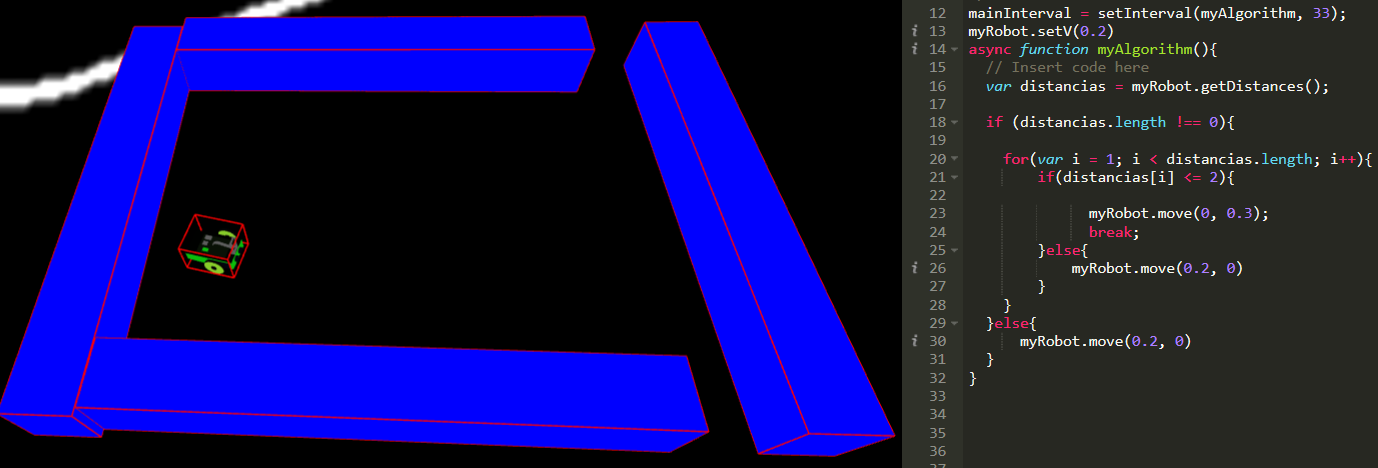 12 mainInterval = setInterval(myAlgorithm, 33);
13 myRobot.setV(0.2)
14 async function myAlgorithm(){
15 // Insert code here
16 var distancias = myRobot.getDistances();
17
18 if (distancias.length !== 0){
19
20 for(var i = 1; i < distancias.length; i++){
21 if(distancias[i] <= 2){
22
23 myRobot.move(0, 0.3);
24 break;
25 }else{
26 myRobot.move(0.2, 0)
27 }
28 }
29 }else{
30 myRobot.move(0.2, 0)
31 }
32 }
33
34
35
36